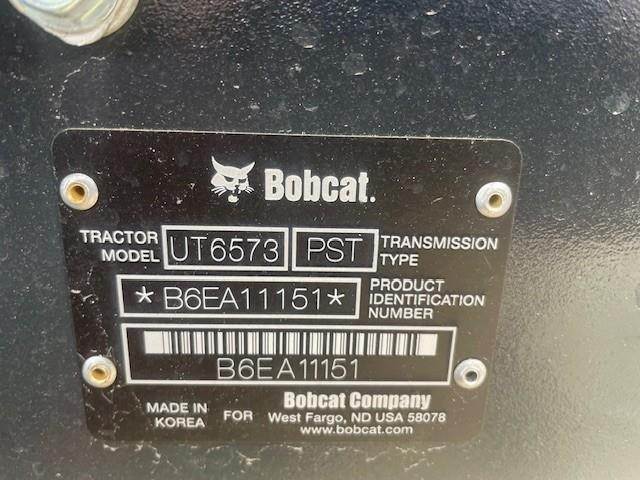 Bobcat.
TRACTOR MODEL UT6573 PST TRANSMISSION TYPE
*B6EA11151* PRODUCT IDENTIFICATION NUMBER
B6EA11151
MADE IN KOREA FOR Bobcat Company
West Fargo, ND USA 58078
www.bobcat.com